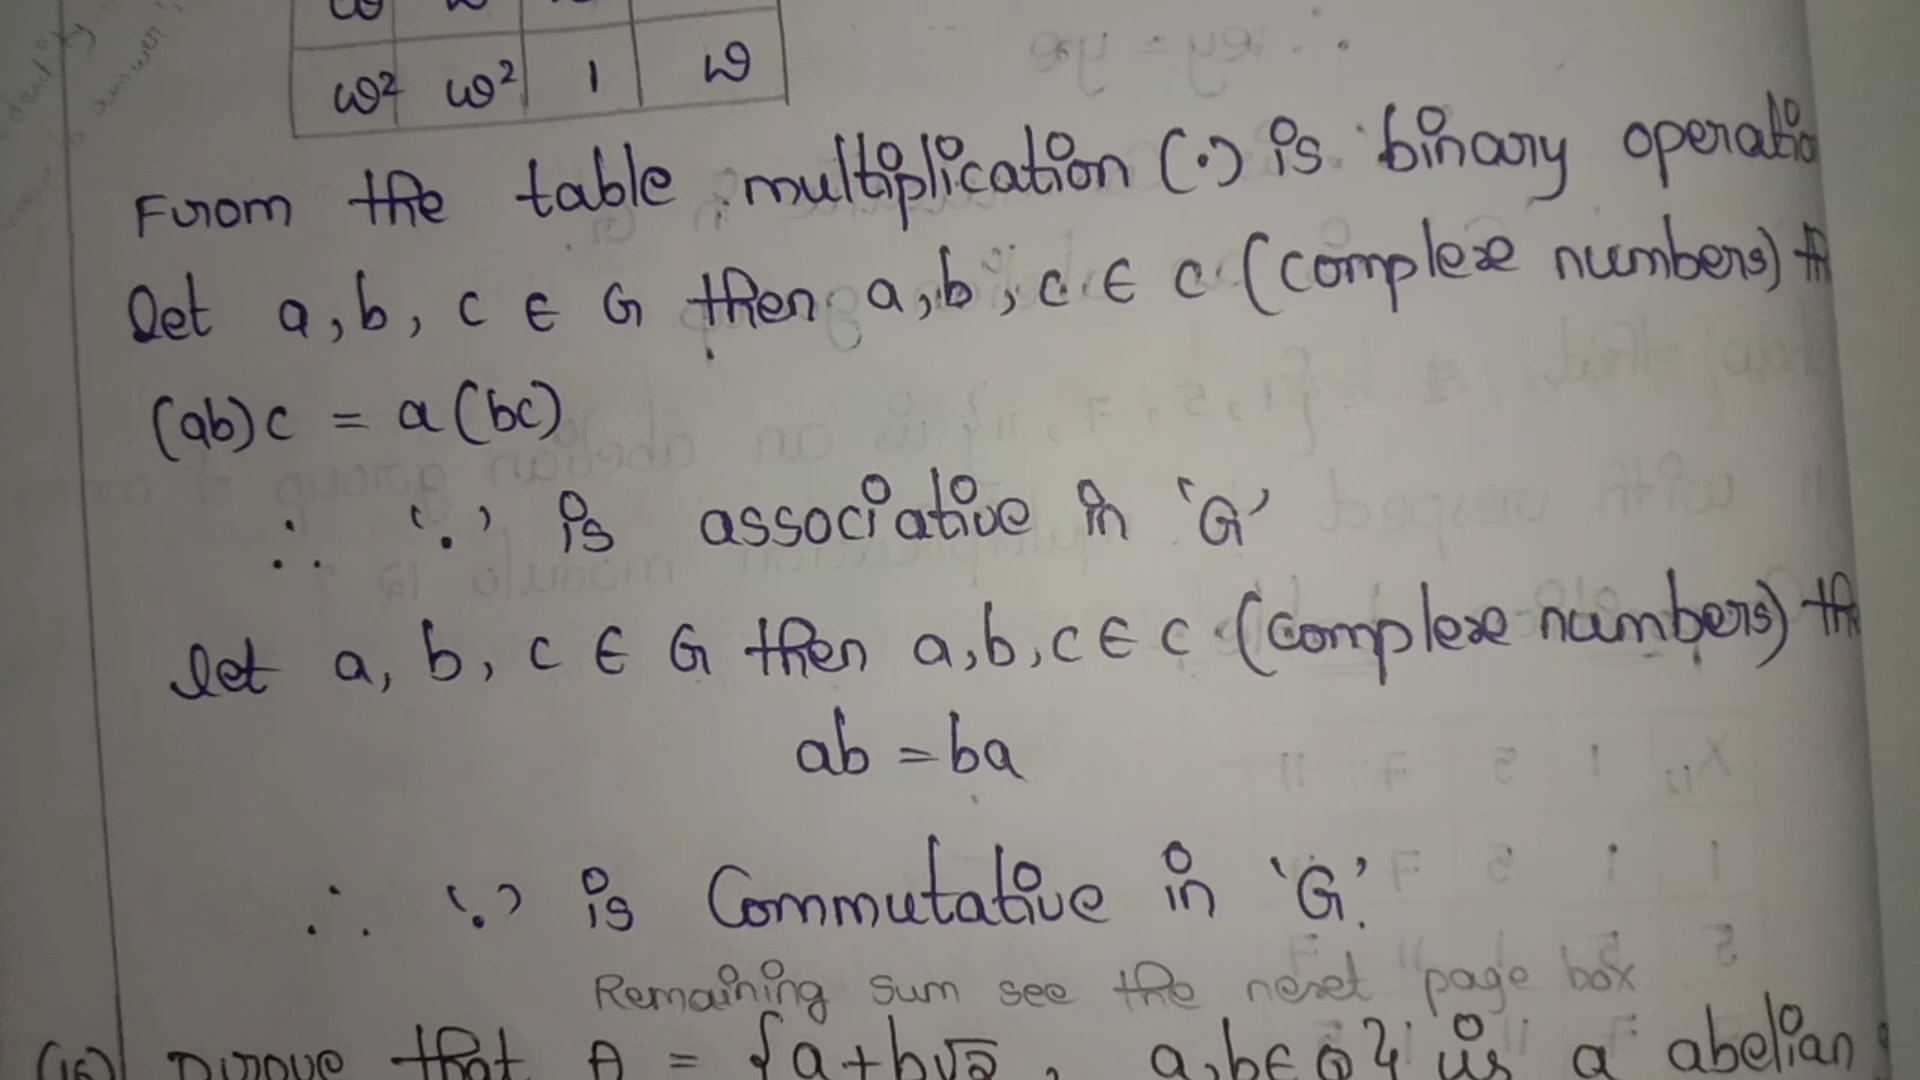 ω² ω² 1 ω
From the table multiplication (·) is binary operatio
Let a, b, c ∈ G then a, b, c ∈ C (complex numbers) th
(ab)c = a(bc)
∴ '·' is associative in 'G'
let a, b, c ∈ G then a, b, c ∈ C (complex numbers) th
ab = ba
∴ '·' is Commutative in 'G'.
Remaining sum see the next page box
Prove that A = {a+b√2, a,b∈Q} is a abelian